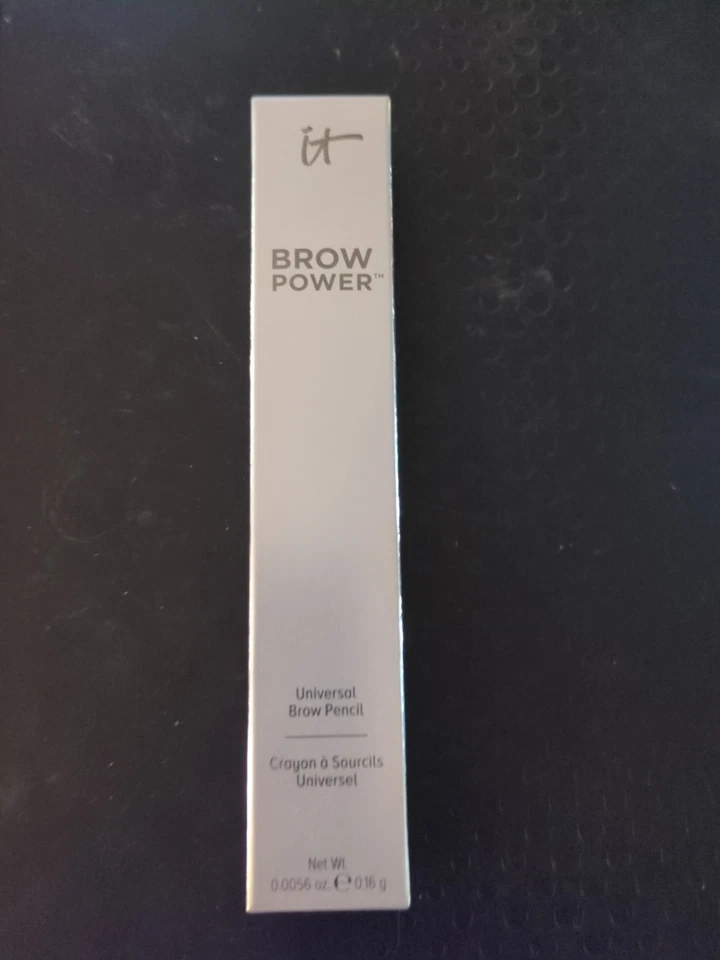 it
BROW
POWER™
Universal
Brow Pencil
Crayon à Sourcils
Universel
Net Wt.
0.0056 oz. ℮ 0.16 g